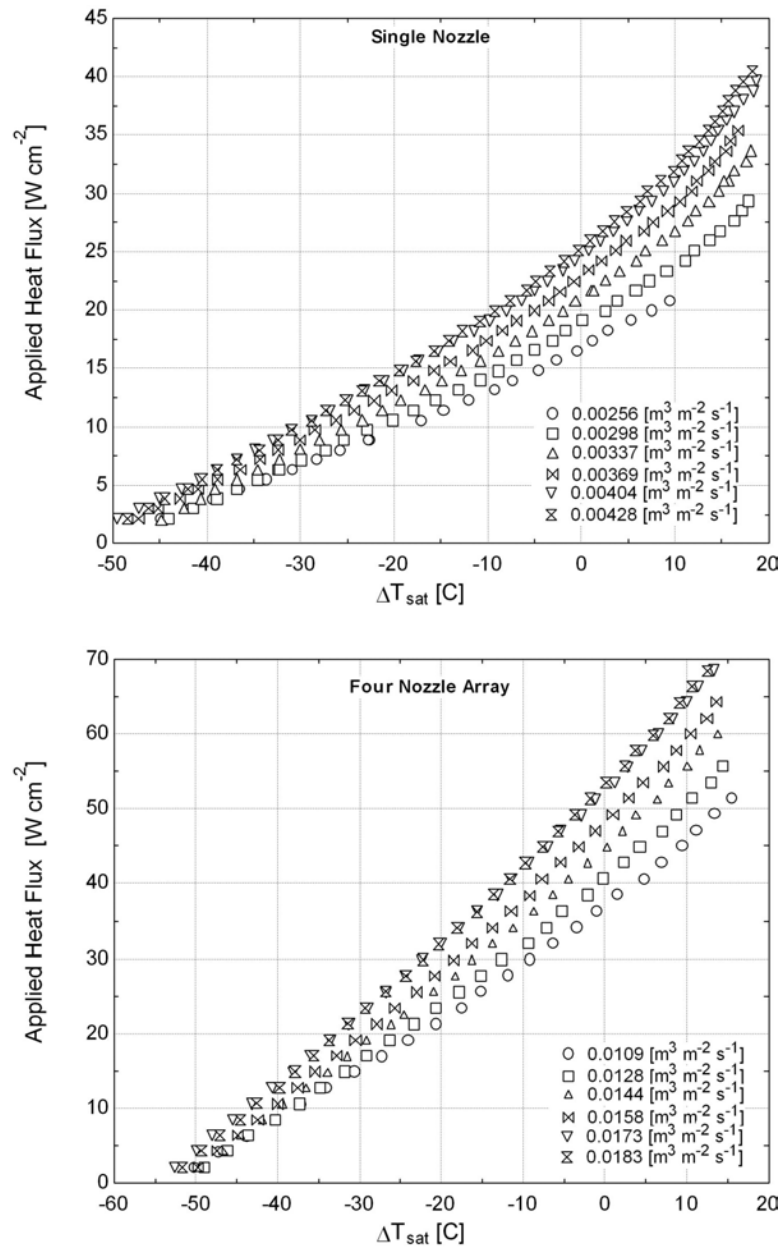 Single Nozzle
Applied Heat Flux [W cm-2]
45
40
35
30
25
20
15
10
5
0
0.00256 [m3 m-2 s-1]
0.00298 [m3 m-2 s-1]
0.00337 [m3 m-2 s-1]
0.00369 [m3 m-2 s-1]
0.00404 [m3 m-2 s-1]
0.00428 [m3 m-2 s-1]
-50 -40 -30 -20 -10 0 10 20
ΔTsat [C]
Four Nozzle Array
Applied Heat Flux [W cm-2]
70
60
50
40
30
20
10
0
0.0109 [m3 m-2 s-1]
0.0128 [m3 m-2 s-1]
0.0144 [m3 m-2 s-1]
0.0158 [m3 m-2 s-1]
0.0173 [m3 m-2 s-1]
0.0183 [m3 m-2 s-1]
-60 -50 -40 -30 -20 -10 0 10 20
ΔTsat [C]